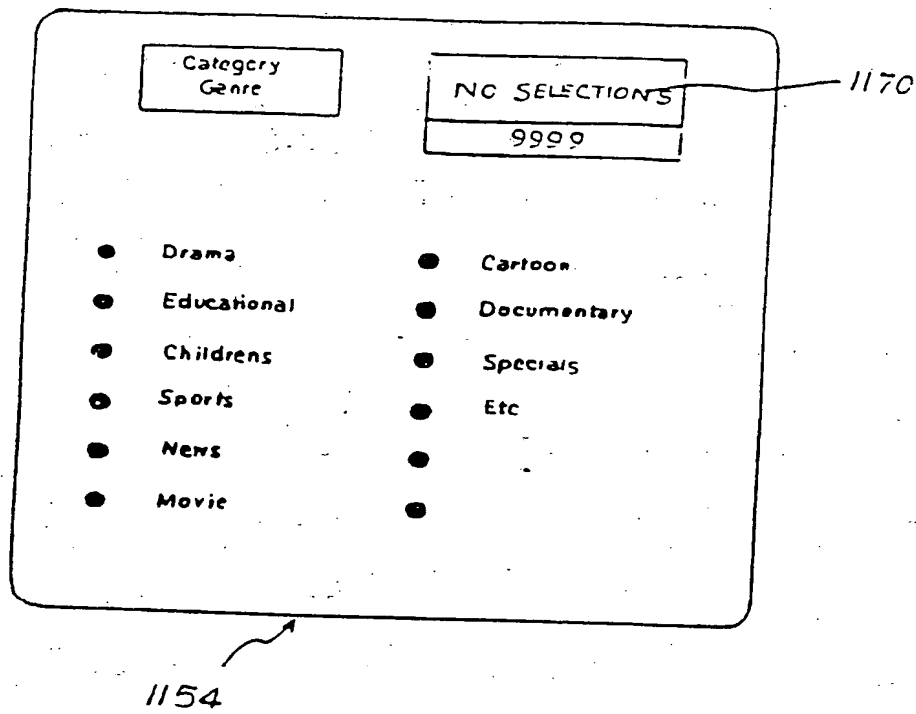 Category
Genre
NO SELECTIONS
9999
1170
Drama
Educational
Childrens
Sports
News
Movie
Cartoon
Documentary
Specials
Etc
1154